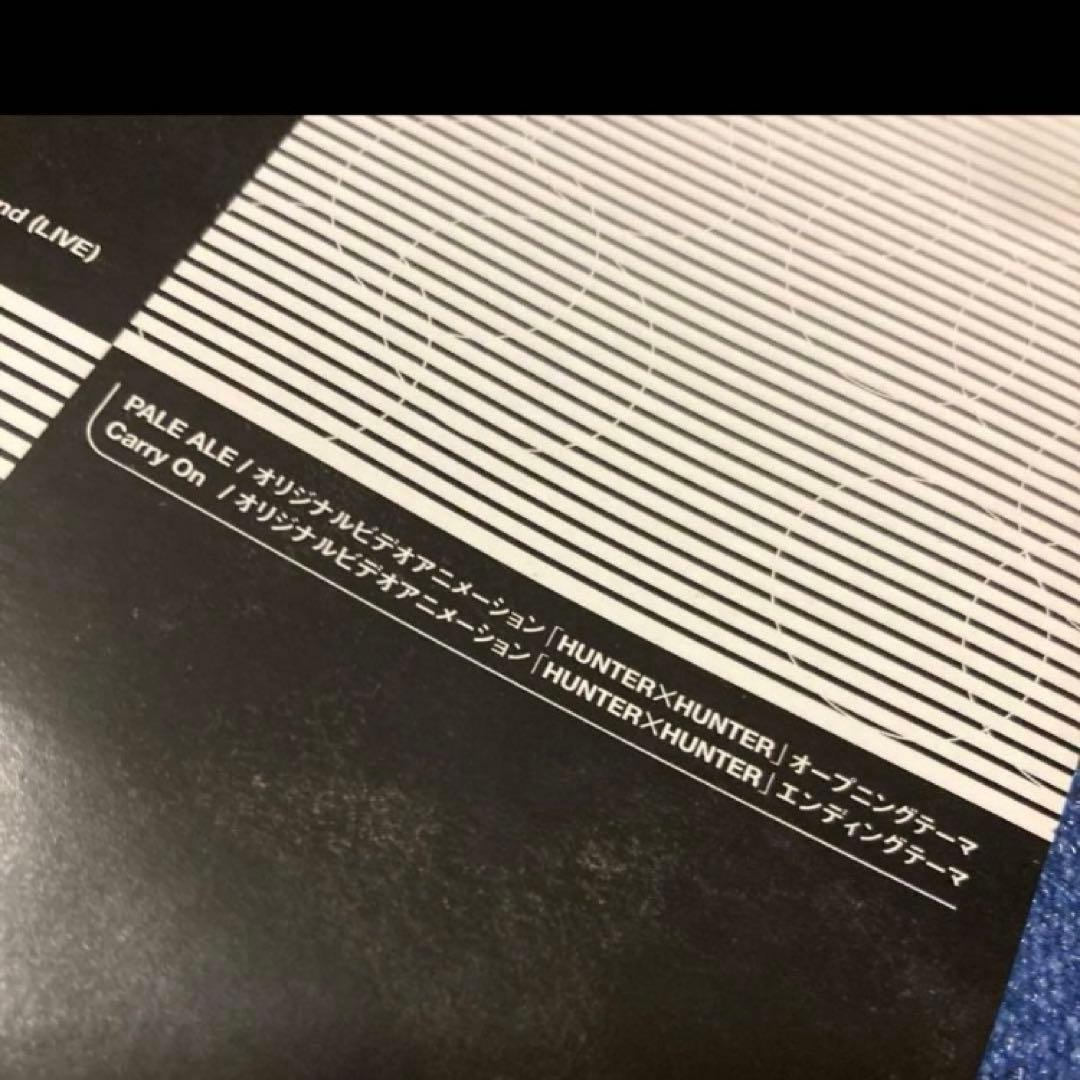 (LIVE)
PALE ALE / オリジナルビデオアニメーション「HUNTER×HUNTER」オープニングテーマ
Carry On / オリジナルビデオアニメーション「HUNTER×HUNTER」エンディングテーマ